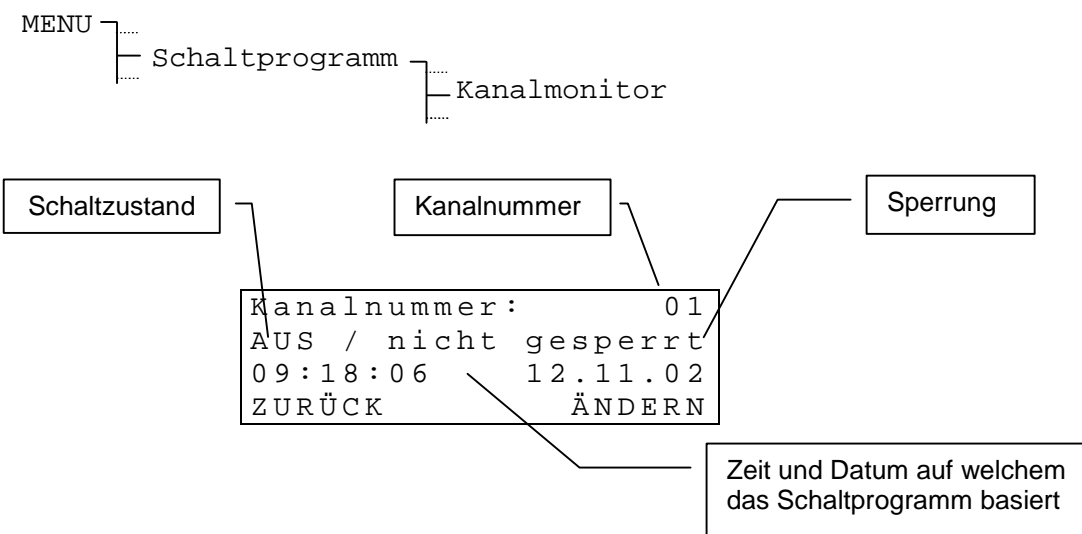 MENU
Schaltprogramm
Kanalmonitor
Schaltzustand
Kanalnummer
Sperrung
Kanalnummer: 01
AUS / nicht gesperrt
09:18:06 12.11.02
ZURÜCK ÄNDERN
Zeit und Datum auf welchem
das Schaltprogramm basiert